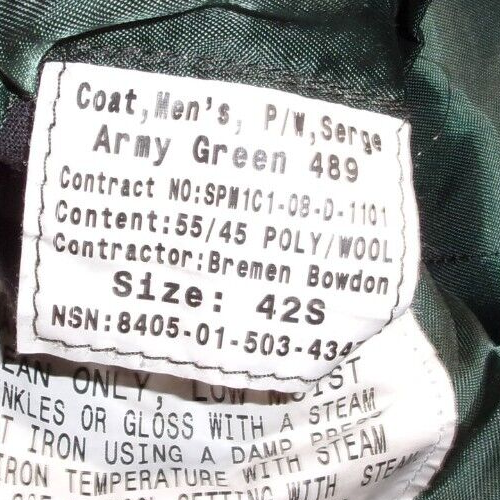 Coat,Men's, P/W,Serge
Army Green 489
Contract NO:SPM1C1-08-D-1101
Content:55/45 POLY/WOOL
Contractor:Bremen Bowdon
Size: 42S
NSN:8405-01-503-434
ONLY, LOW MOIST
OR GLOSS WITH A STEAM
IRON USING A DAMP
IRON TEMPERATURE WITH STEAM
SETTING WITH